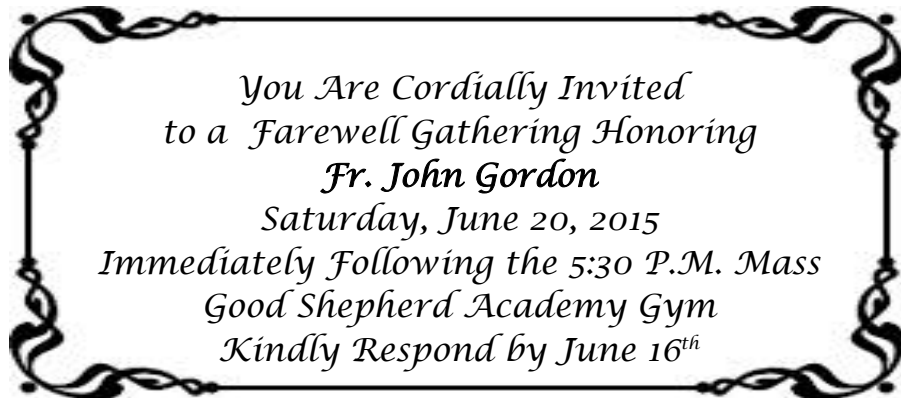 You Are Cordially Invited
to a Farewell Gathering Honoring
Fr. John Gordon
Saturday, June 20, 2015
Immediately Following the 5:30 P.M. Mass
Good Shepherd Academy Gym
Kindly Respond by June 16th